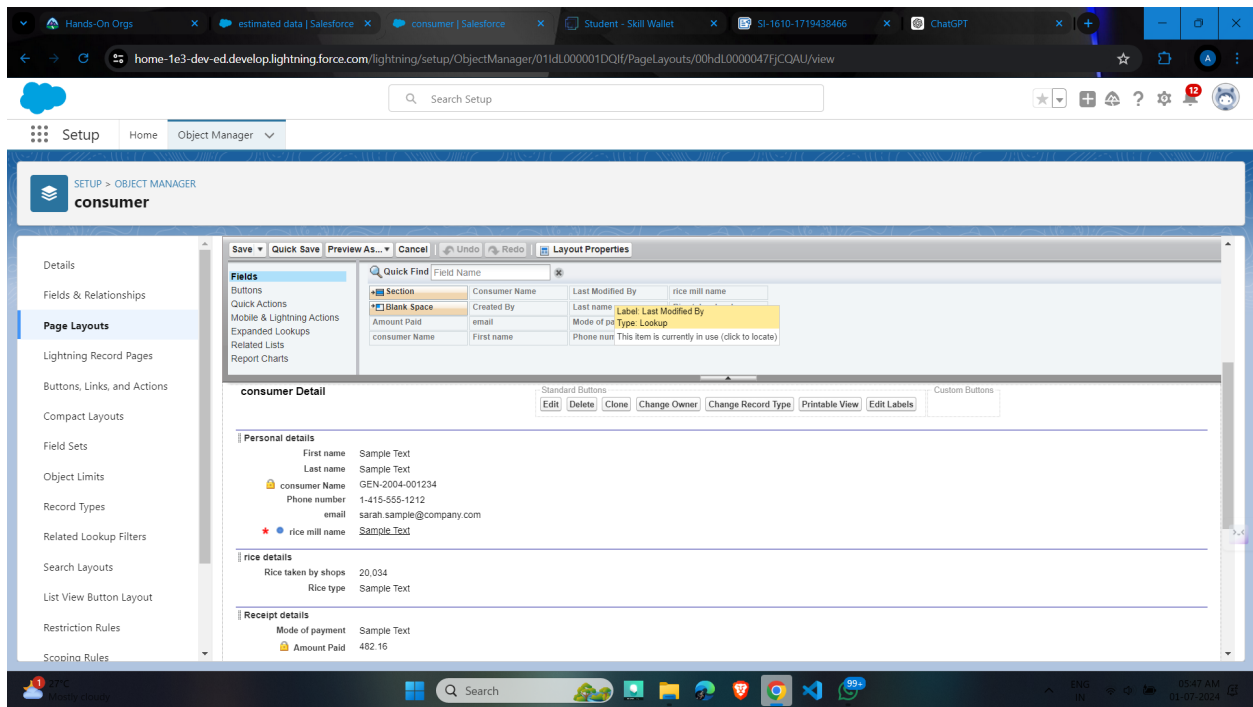 Hands-On Orgs
estimated data | Salesforce
consumer | Salesforce
Student - Skill Wallet
SI-1610-1719438466
ChatGPT
home-1e3-dev-ed.develop.lightning.force.com/lightning/setup/ObjectManager/01IdL000001DQIf/PageLayouts/00hdL0000047FjCQAU/view
A
Search Setup
12
Setup
Home
Object Manager
SETUP > OBJECT MANAGER
consumer
Details
Fields & Relationships
Page Layouts
Lightning Record Pages
Buttons, Links, and Actions
Compact Layouts
Field Sets
Object Limits
Record Types
Related Lookup Filters
Search Layouts
List View Button Layout
Restriction Rules
Scoping Rules
Save Quick Save Preview As... Cancel Undo Redo Layout Properties
Fields
Buttons
Quick Actions
Mobile & Lightning Actions
Expanded Lookups
Related Lists
Report Charts
Quick Find Field Name
Section Consumer Name Last Modified By rice mill name
Blank Space Created By Last name
Amount Paid email Mode of pa
consumer Name First name Phone num
Label: Last Modified By
Type: Lookup
This item is currently in use (click to locate)
consumer Detail
Standard Buttons
Edit Delete Clone Change Owner Change Record Type Printable View Edit Labels
Custom Buttons
Personal details
First name Sample Text
Last name Sample Text
consumer Name GEN-2004-001234
Phone number 1-415-555-1212
email sarah.sample@company.com
* rice mill name Sample Text
rice details
Rice taken by shops 20,034
Rice type Sample Text
Receipt details
Mode of payment Sample Text
Amount Paid 482.16
1
27°C
Mostly cloudy
Search
99+
ENG
IN
05:47 AM
01-07-2024